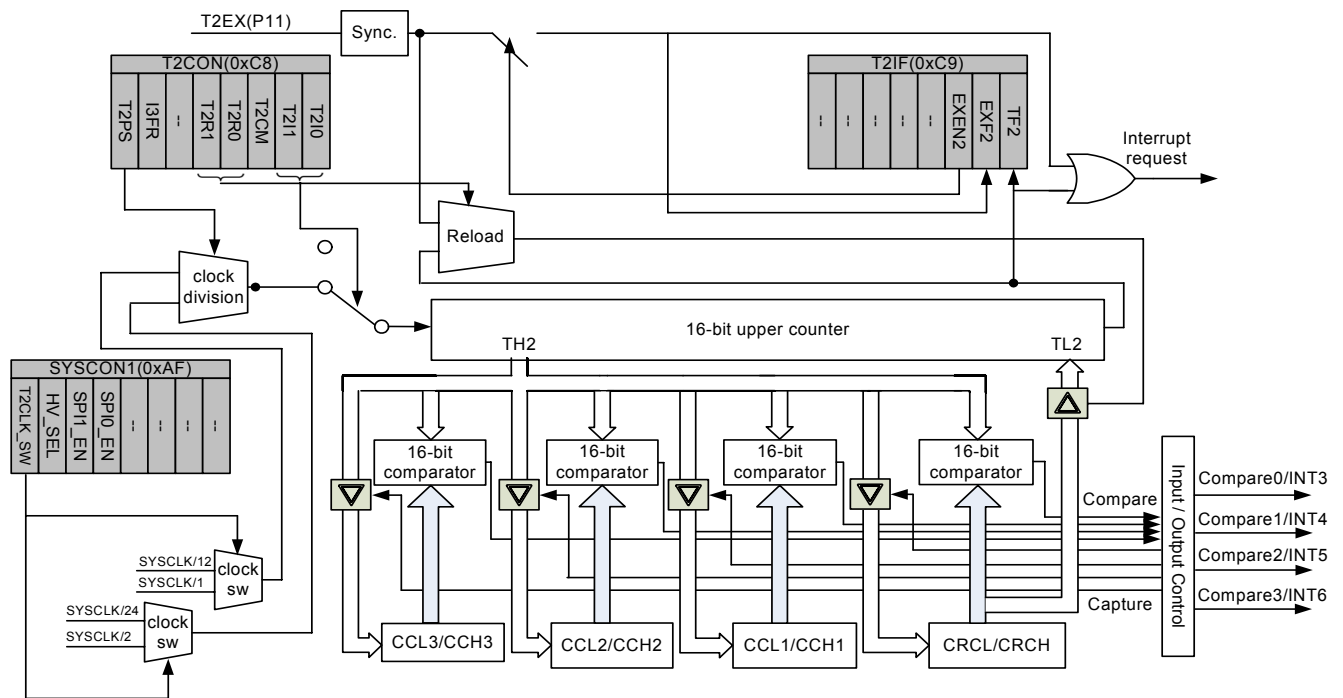 T2EX(P11)
Sync.
T2CON(0xC8)
T2PS
I3FR
--
T2R1
T2R0
T2CM
T2I1
T2I0
T2IF(0xC9)
--
--
--
--
--
EXEN2
EXF2
TF2
Interrupt
request
Reload
clock
division
16-bit upper counter
TH2
TL2
SYSCON1(0xAF)
T2CLK_SW
HV_SEL
SPI1_EN
SPI0_EN
--
--
--
--
16-bit
comparator
16-bit
comparator
16-bit
comparator
16-bit
comparator
Compare
Capture
Input / Output Control
Compare0/INT3
Compare1/INT4
Compare2/INT5
Compare3/INT6
SYSCLK/12
SYSCLK/1
clock
sw
SYSCLK/24
SYSCLK/2
clock
sw
CCL3/CCH3
CCL2/CCH2
CCL1/CCH1
CRCL/CRCH